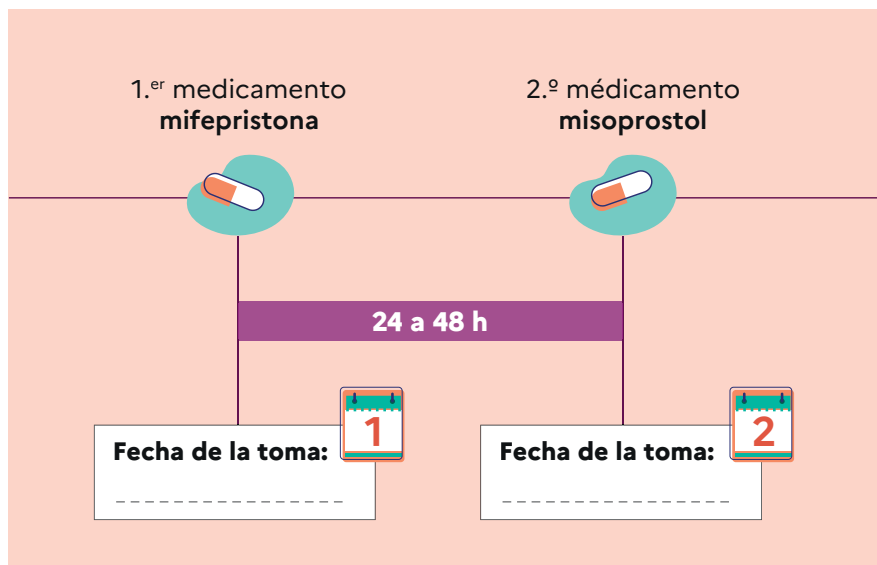 1.er medicamento
mifepristona
2.º médicamento
misoprostol
24 a 48 h
1
Fecha de la toma:
2
Fecha de la toma: